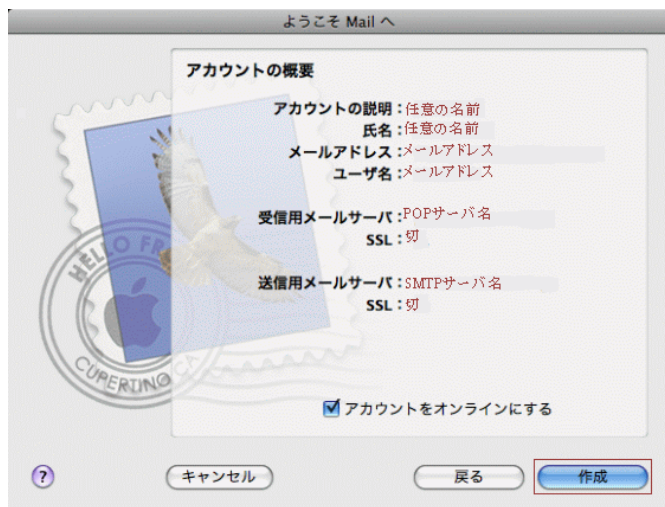 ようこそ Mail へ
アカウントの概要
アカウントの説明：任意の名前
氏名：任意の名前
メールアドレス：メールアドレス
ユーザ名：メールアドレス
受信用メールサーバ：POPサーバ名
SSL：切
送信用メールサーバ：SMTPサーバ名
SSL：切
HELLO FR
CUPERTINO CA
アカウントをオンラインにする
?
キャンセル
戻る
作成